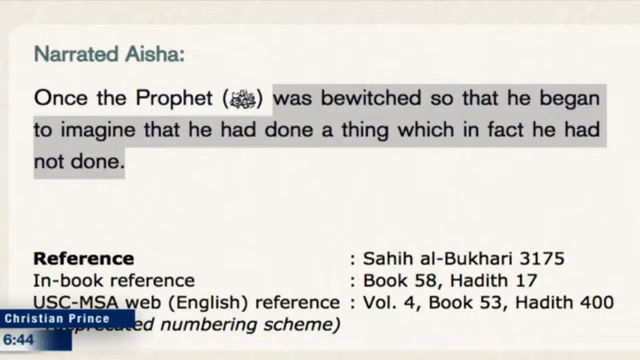 Narrated Aisha:
Once the Prophet (ﷺ) was bewitched so that he began
to imagine that he had done a thing which in fact he had
not done.
Reference : Sahih al-Bukhari 3175
In-book reference : Book 58, Hadith 17
USC-MSA web (English) reference : Vol. 4, Book 53, Hadith 400
numbering scheme)
Christian Prince
6:44